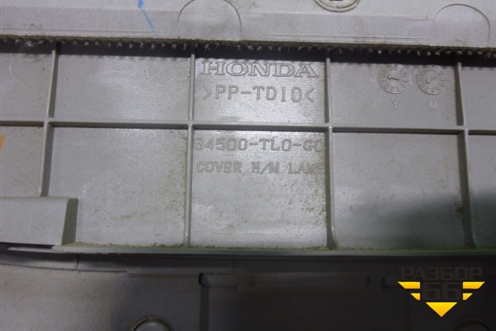 HONDA
>PP-TD10<
84500-TL0-G0
COVER H/M LAMP
Y M
РАЗБОР
66